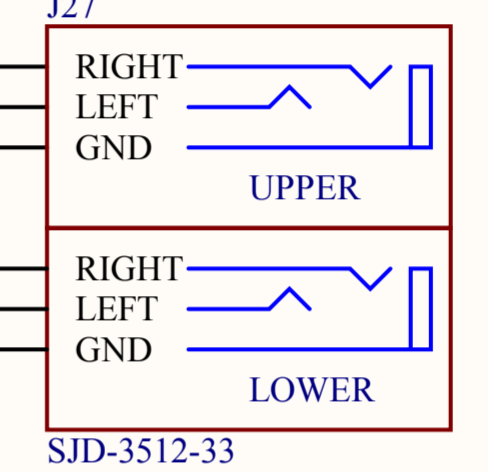 J27
RIGHT
LEFT
GND
UPPER
RIGHT
LEFT
GND
LOWER
SJD-3512-33